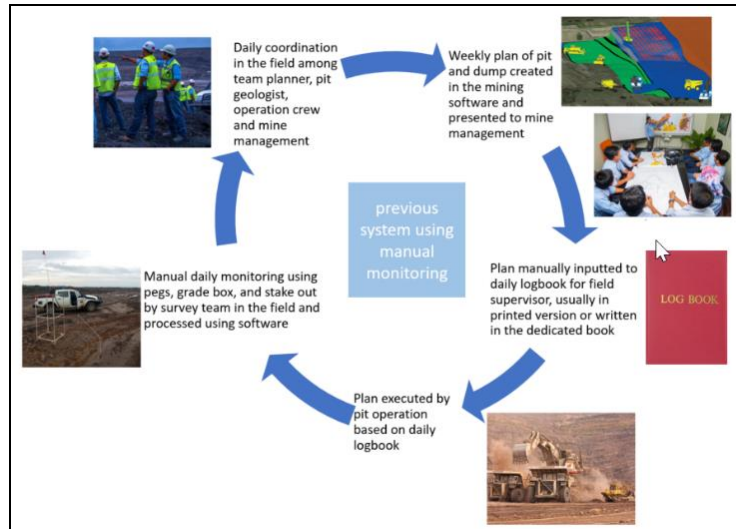 Daily coordination
in the field among
team planner, pit
geologist,
operation crew
and mine
management
Weekly plan of pit
and dump created
in the mining
software and
presented to mine
management
previous
system using
manual
monitoring
Plan manually inputted to
daily logbook for field
supervisor, usually in
printed version or written
in the dedicated book
LOG BOOK
Plan executed by
pit operation
based on daily
logbook
Manual daily monitoring using
pegs, grade box, and stake out
by survey team in the field and
processed using software